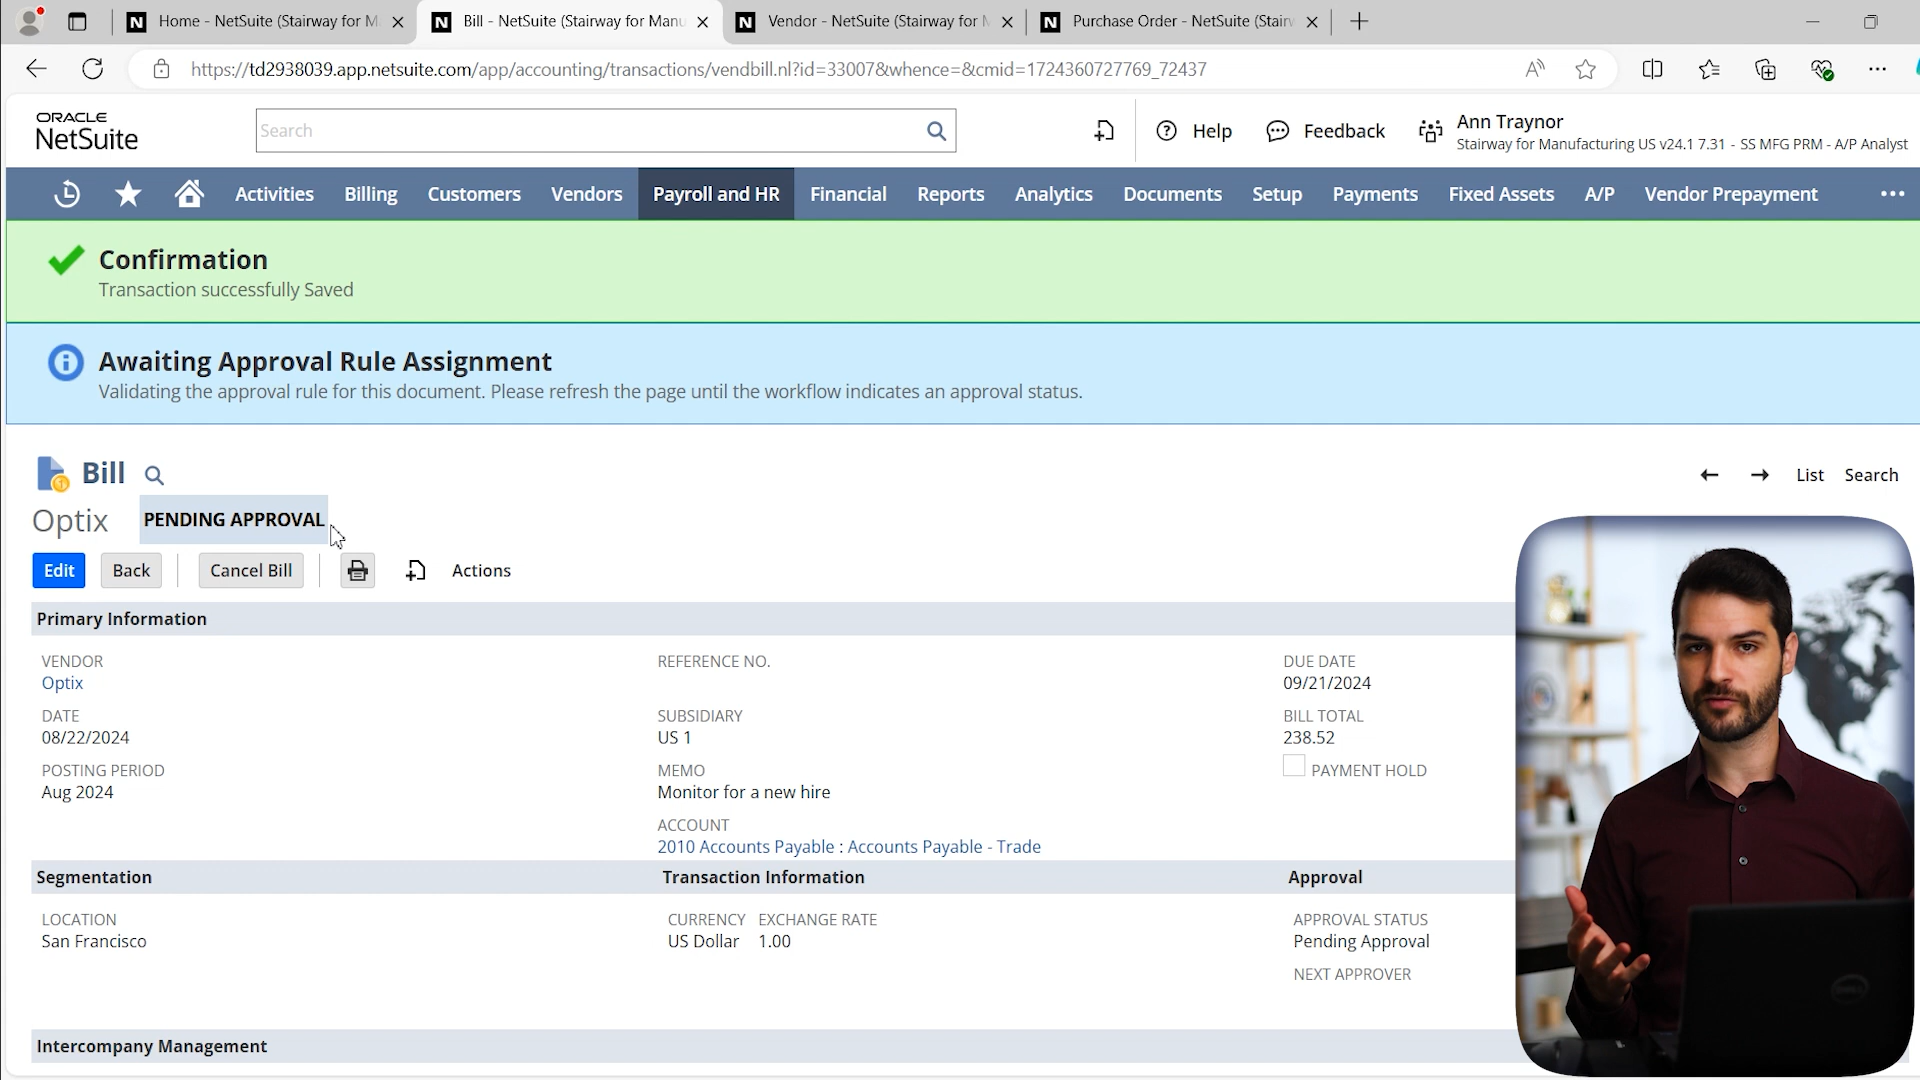 Home - NetSuite (Stairway for M
Bill - NetSuite (Stairway for Manu
Vendor - NetSuite (Stairway for M
Purchase Order - NetSuite (Stairw
https://td2938039.app.netsuite.com/app/accounting/transactions/vendbill.nl?id=33007&whence=&cmid=1724360727769_72437
ORACLE
NetSuite
Search
Help
Feedback
Ann Traynor
Stairway for Manufacturing US v24.1 7.31 - SS MFG PRM - A/P Analyst
Activities Billing Customers Vendors Payroll and HR Financial Reports Analytics Documents Setup Payments Fixed Assets A/P Vendor Prepayment
Confirmation
Transaction successfully Saved
Awaiting Approval Rule Assignment
Validating the approval rule for this document. Please refresh the page until the workflow indicates an approval status.
Bill
List Search
Optix PENDING APPROVAL
Edit Back Cancel Bill Actions
Primary Information
VENDOR
Optix
DATE
08/22/2024
POSTING PERIOD
Aug 2024
REFERENCE NO.
SUBSIDIARY
US 1
MEMO
Monitor for a new hire
ACCOUNT
2010 Accounts Payable : Accounts Payable - Trade
DUE DATE
09/21/2024
BILL TOTAL
238.52
PAYMENT HOLD
Segmentation
LOCATION
San Francisco
Transaction Information
CURRENCY EXCHANGE RATE
US Dollar 1.00
Approval
APPROVAL STATUS
Pending Approval
NEXT APPROVER
Intercompany Management
DELL